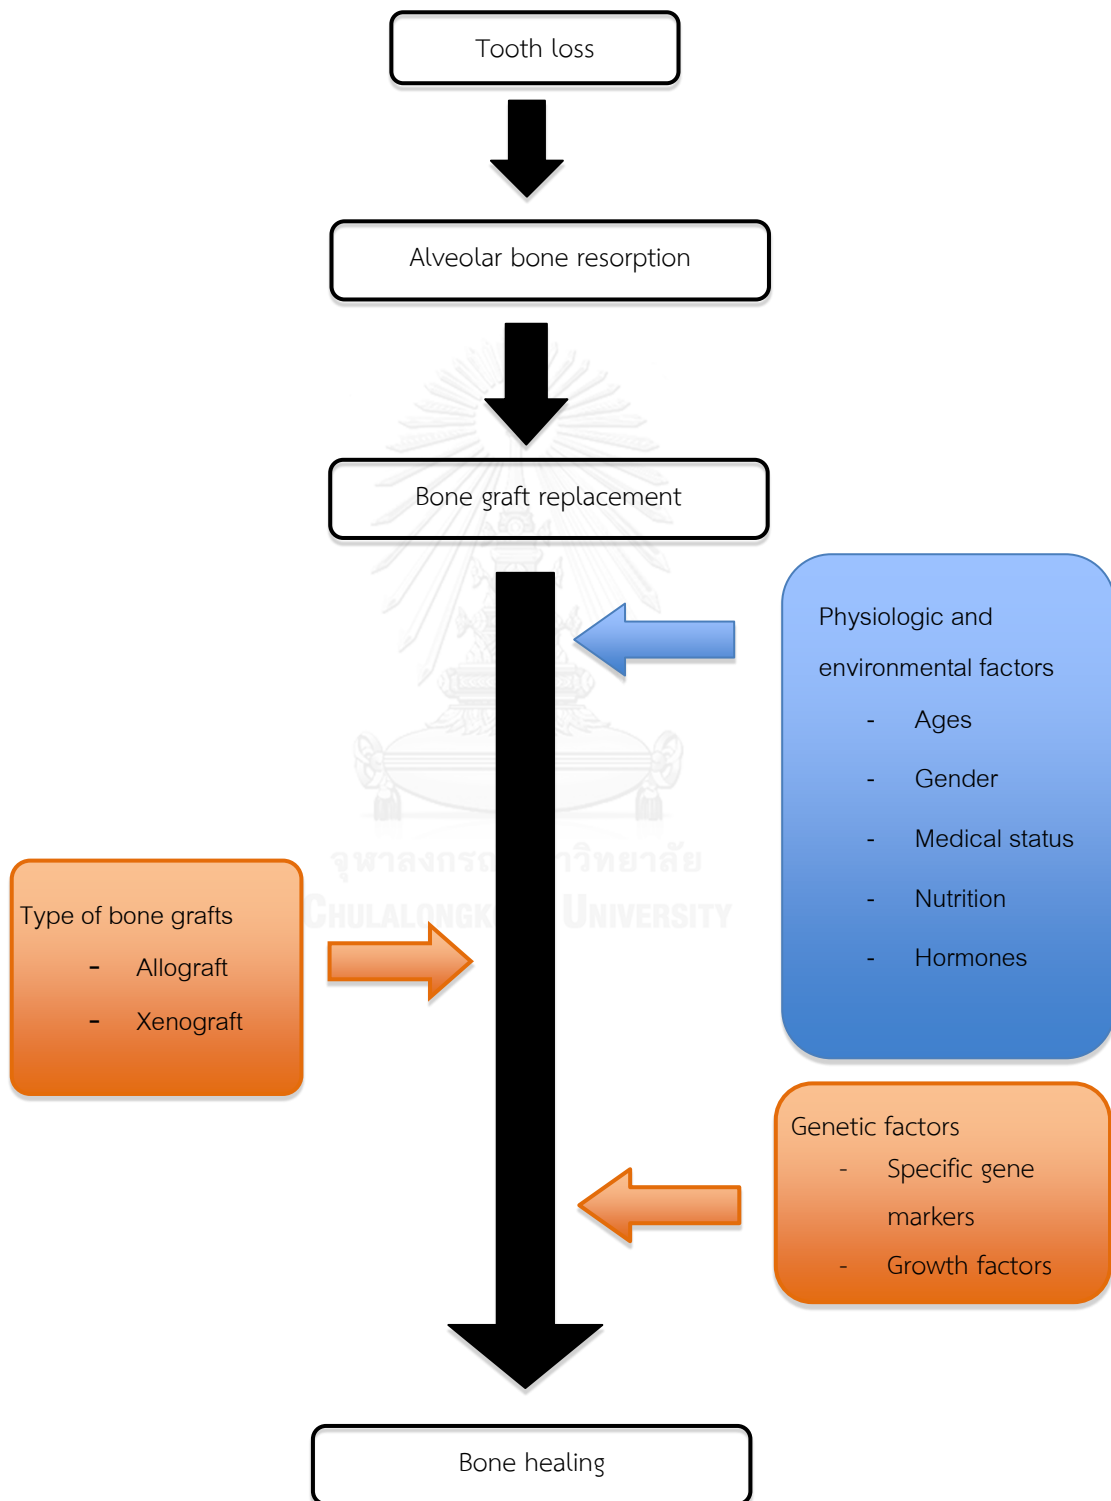 Tooth loss
Alveolar bone resorption
Bone graft replacement
Physiologic and
environmental factors
- Ages
- Gender
- Medical status
- Nutrition
- Hormones
Type of bone grafts
- Allograft
- Xenograft
Genetic factors
- Specific gene
markers
- Growth factors
Bone healing
UNIVERSITY